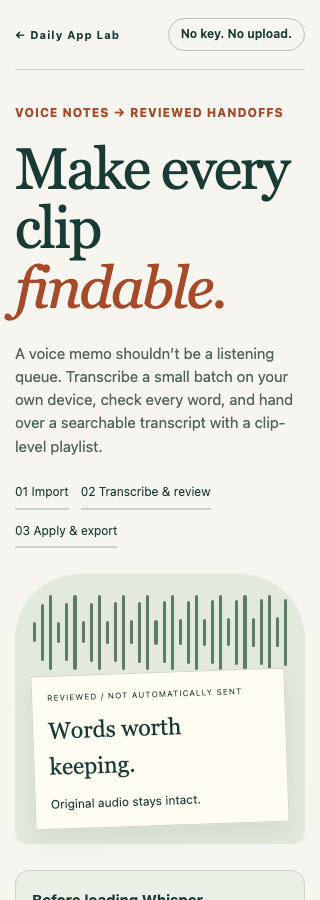 ← Daily App Lab
No key. No upload.
VOICE NOTES → REVIEWED HANDOFFS
Make every
clip
findable.
A voice memo shouldn’t be a listening
queue. Transcribe a small batch on your
own device, check every word, and hand
over a searchable transcript with a clip-
level playlist.
01 Import
02 Transcribe & review
03 Apply & export
REVIEWED / NOT AUTOMATICALLY SENT
Words worth
keeping.
Original audio stays intact.
Before loading Whisper